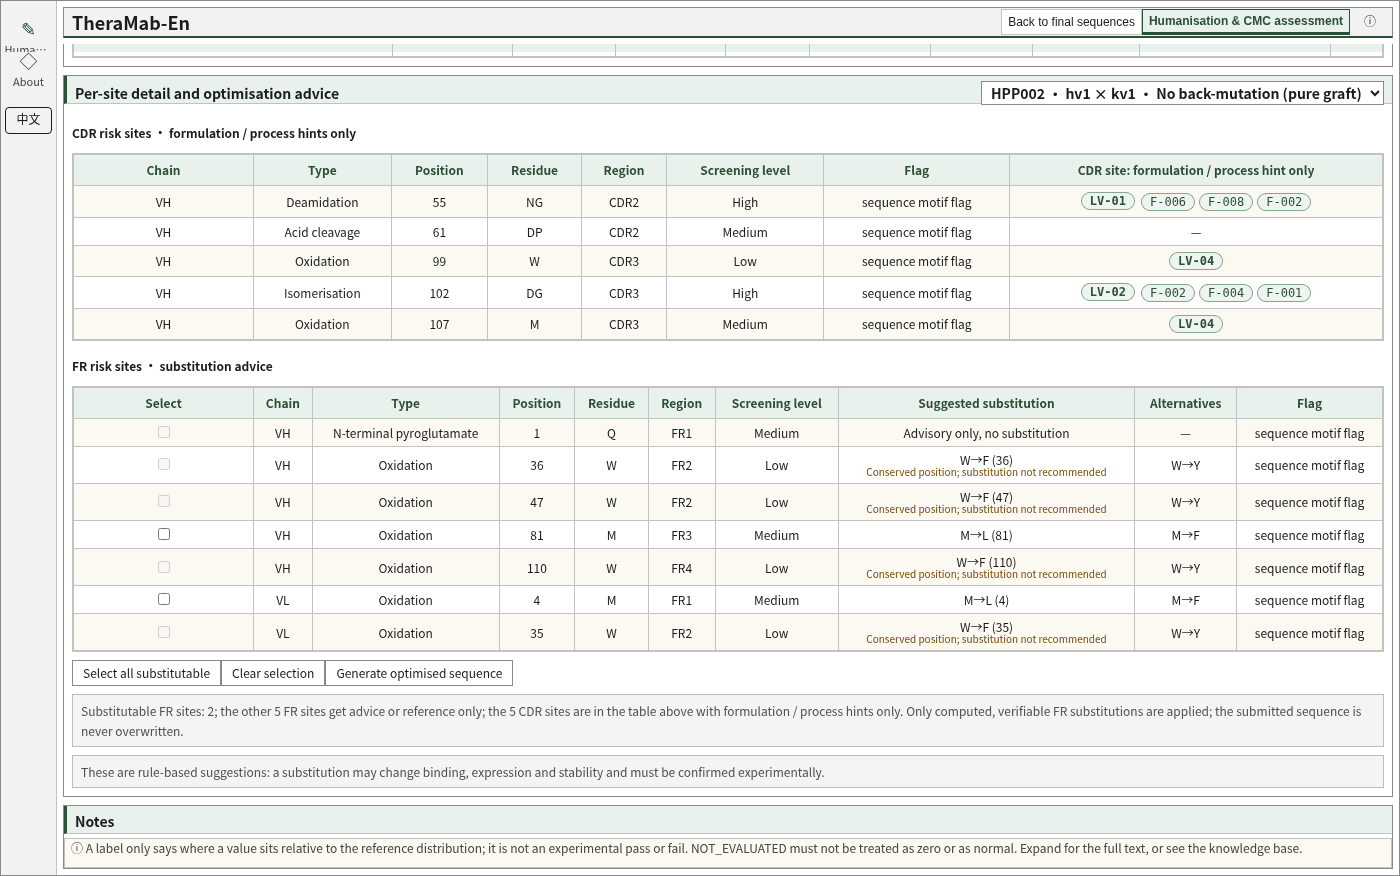 TheraMab-En
Back to final sequences
Humanisation & CMC assessment
ⓘ
✎
Huma…
About
中文
Per-site detail and optimisation advice
HPP002 • hv1 × kv1 • No back-mutation (pure graft)
CDR risk sites • formulation / process hints only
Chain Type Position Residue Region Screening level Flag CDR site: formulation / process hint only
VH Deamidation 55 NG CDR2 High sequence motif flag LV-01 F-006 F-008 F-002
VH Acid cleavage 61 DP CDR2 Medium sequence motif flag —
VH Oxidation 99 W CDR3 Low sequence motif flag LV-04
VH Isomerisation 102 DG CDR3 High sequence motif flag LV-02 F-002 F-004 F-001
VH Oxidation 107 M CDR3 Medium sequence motif flag LV-04
FR risk sites • substitution advice
Select Chain Type Position Residue Region Screening level Suggested substitution Alternatives Flag
VH N-terminal pyroglutamate 1 Q FR1 Medium Advisory only, no substitution — sequence motif flag
VH Oxidation 36 W FR2 Low W→F (36) W→Y sequence motif flag
Conserved position; substitution not recommended
VH Oxidation 47 W FR2 Low W→F (47) W→Y sequence motif flag
Conserved position; substitution not recommended
VH Oxidation 81 M FR3 Medium M→L (81) M→F sequence motif flag
VH Oxidation 110 W FR4 Low W→F (110) W→Y sequence motif flag
Conserved position; substitution not recommended
VL Oxidation 4 M FR1 Medium M→L (4) M→F sequence motif flag
VL Oxidation 35 W FR2 Low W→F (35) W→Y sequence motif flag
Conserved position; substitution not recommended
Select all substitutable
Clear selection
Generate optimised sequence
Substitutable FR sites: 2; the other 5 FR sites get advice or reference only; the 5 CDR sites are in the table above with formulation / process hints only. Only computed, verifiable FR substitutions are applied; the submitted sequence is
never overwritten.
These are rule-based suggestions: a substitution may change binding, expression and stability and must be confirmed experimentally.
Notes
ⓘ A label only says where a value sits relative to the reference distribution; it is not an experimental pass or fail. NOT_EVALUATED must not be treated as zero or as normal. Expand for the full text, or see the knowledge base.